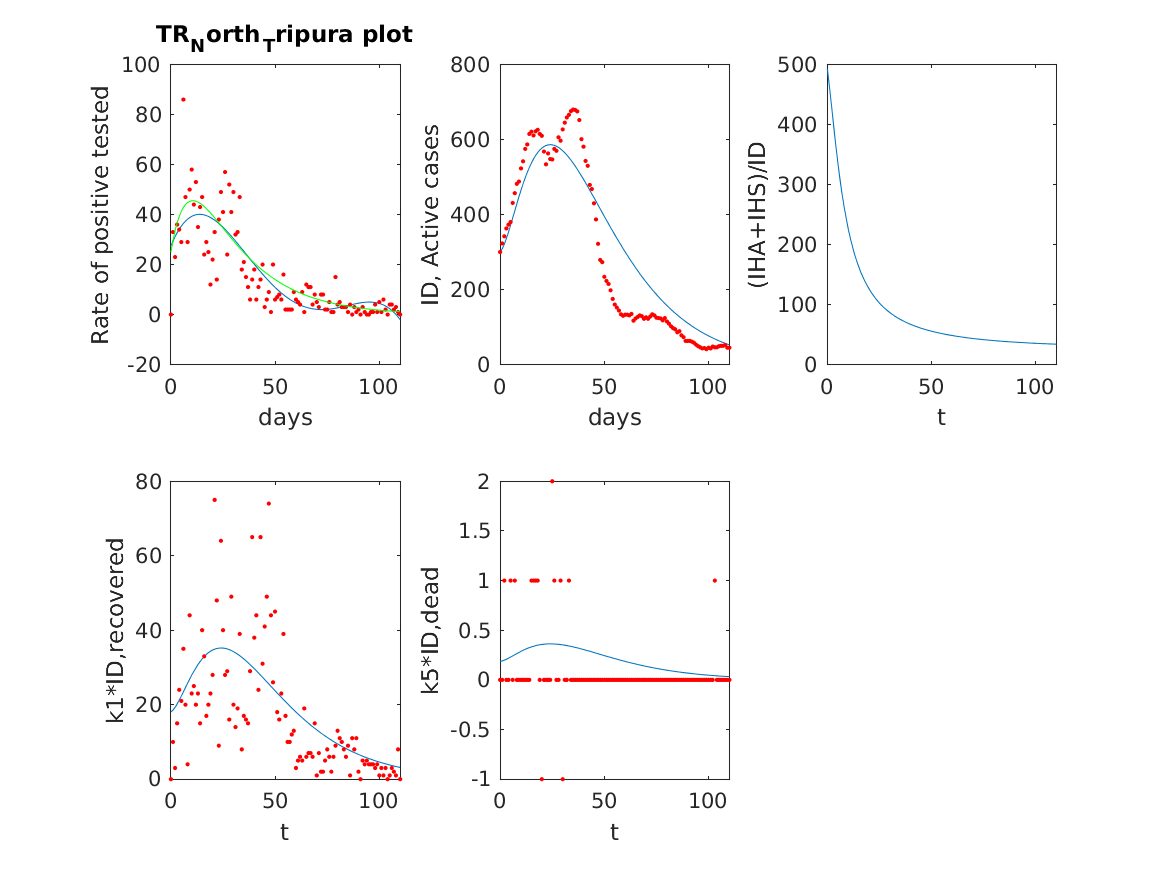 TR_North_Tripura plot
100
80
60
40
20
0
-20
0 50 100
days
Rate of positive tested
800
600
400
200
0
0 50 100
days
ID, Active cases
500
400
300
200
100
0
0 50 100
t
(IHA+IHS)/ID
80
60
40
20
0
0 50 100
t
k1*ID,recovered
2
1.5
1
0.5
0
-0.5
-1
0 50 100
t
k5*ID,dead